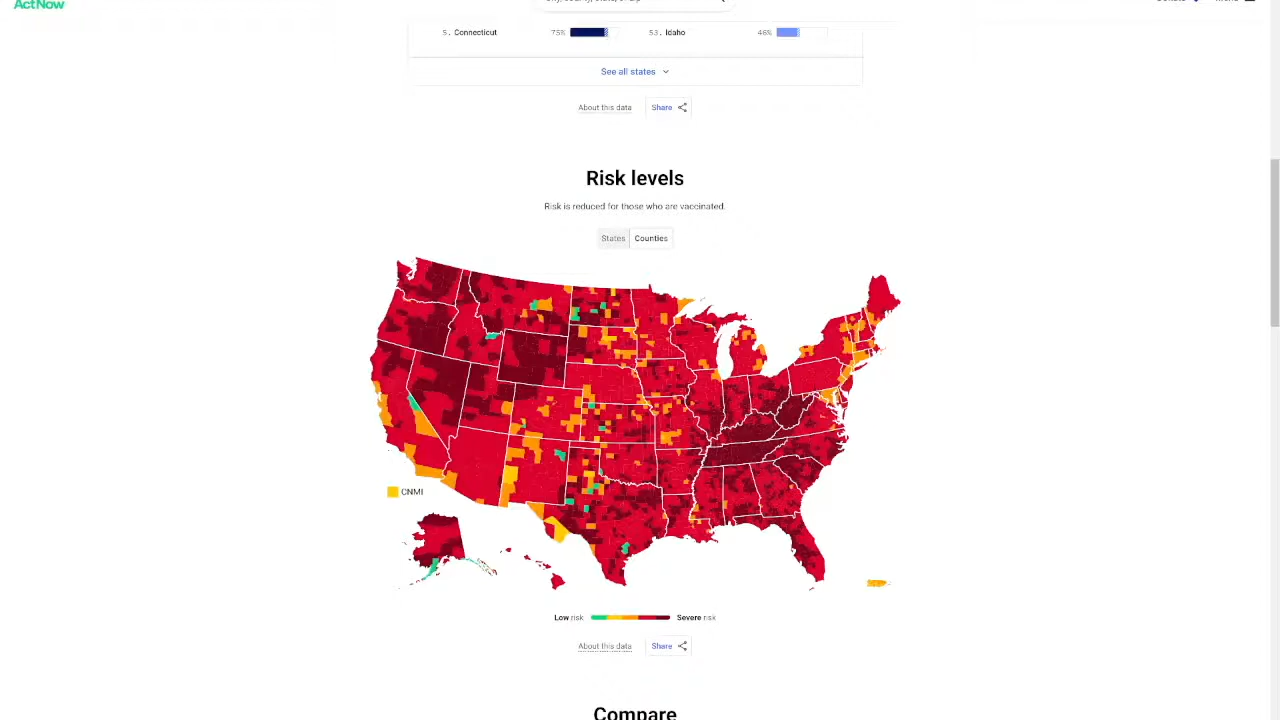 ActNow
5. Connecticut 75% 53. Idaho 46%
See all states
About this data Share
Risk levels
Risk is reduced for those who are vaccinated.
States Counties
CNMI
Low risk Severe risk
About this data Share
Compare